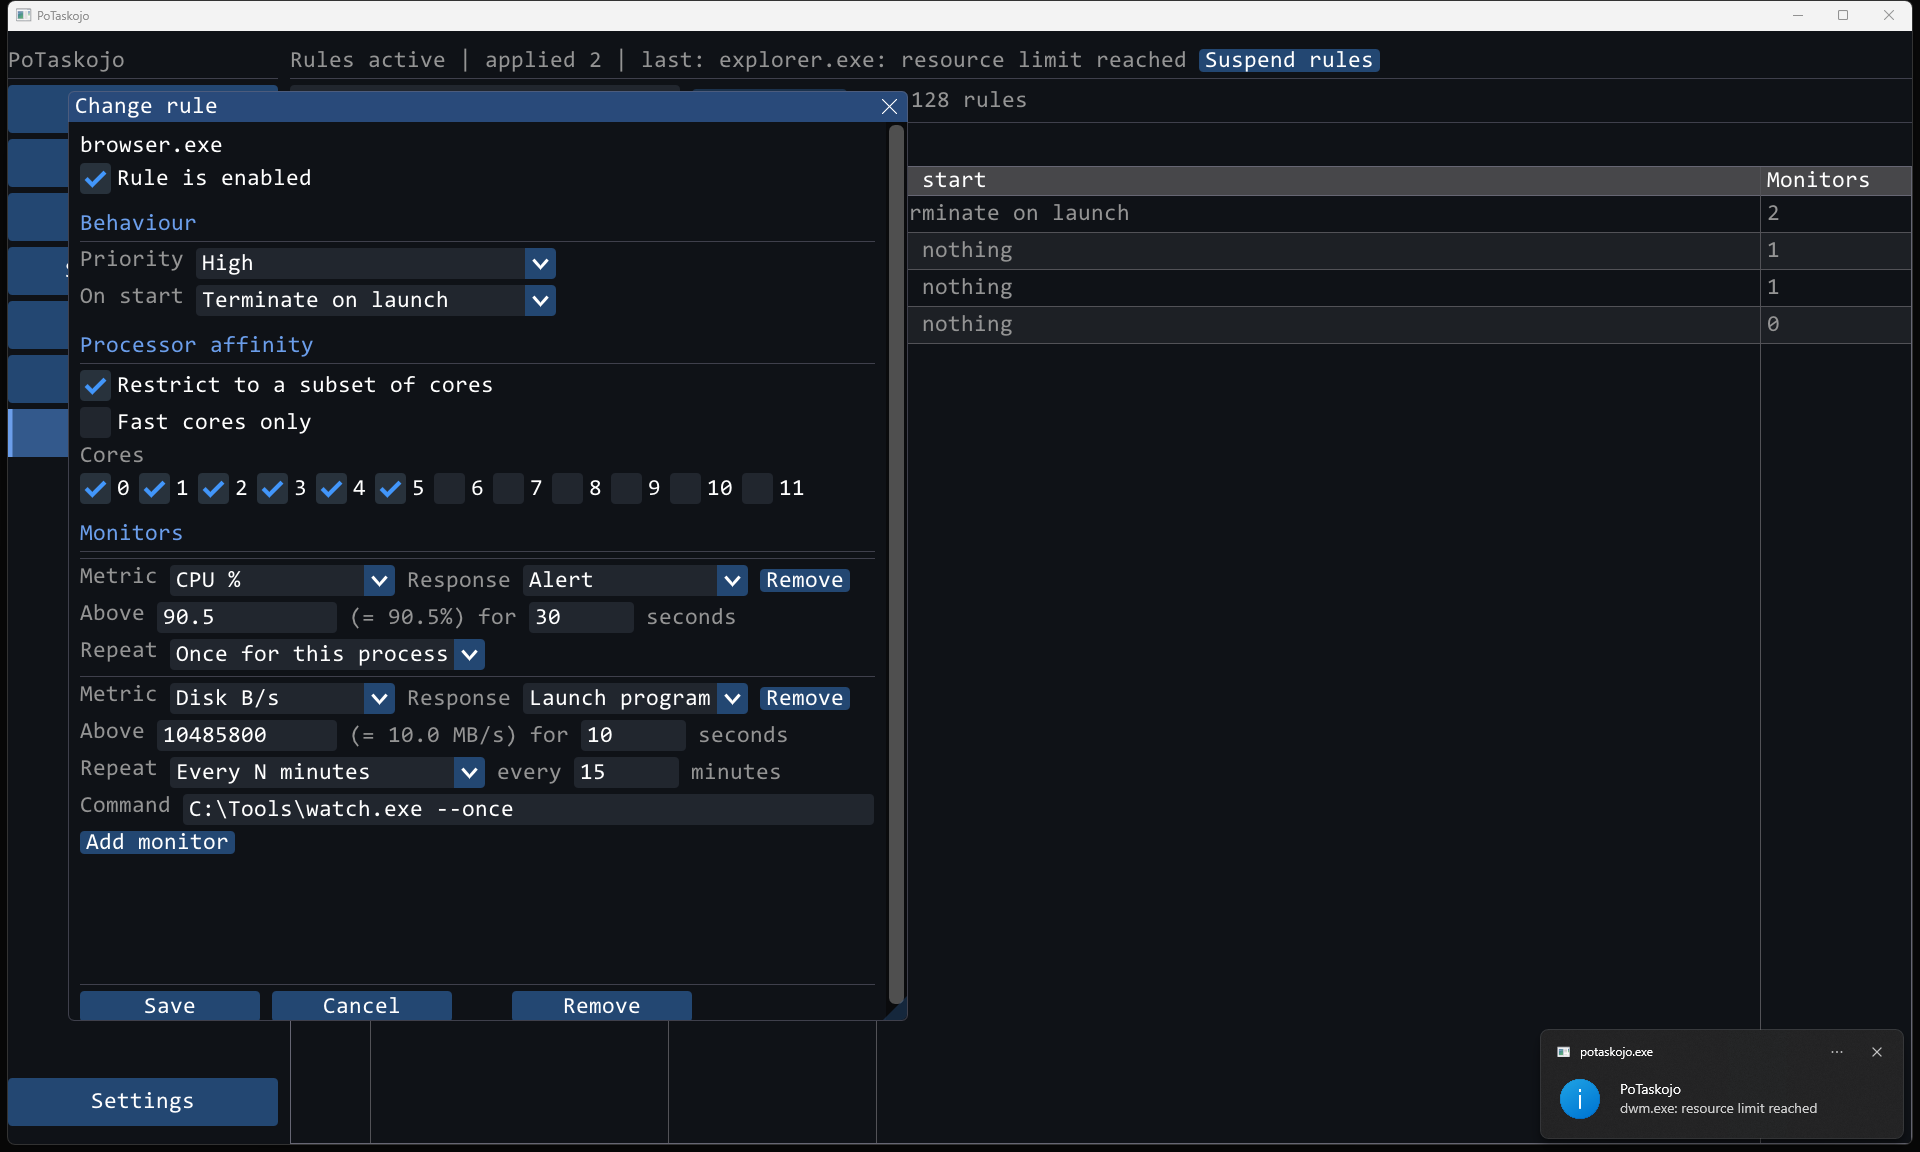 PoTaskojo
PoTaskojo
Rules active | applied 2 | last: explorer.exe: resource limit reached Suspend rules
Change rule
128 rules
browser.exe
Rule is enabled
Behaviour
Priority High
On start Terminate on launch
Processor affinity
Restrict to a subset of cores
Fast cores only
Cores
0 1 2 3 4 5 6 7 8 9 10 11
Monitors
Metric CPU % Response Alert Remove
Above 90.5 (= 90.5%) for 30 seconds
Repeat Once for this process
Metric Disk B/s Response Launch program Remove
Above 10485800 (= 10.0 MB/s) for 10 seconds
Repeat Every N minutes every 15 minutes
Command C:\Tools\watch.exe --once
Add monitor
Save Cancel Remove
start Monitors
rminate on launch 2
nothing 1
nothing 1
nothing 0
Settings
potaskojo.exe
PoTaskojo
dwm.exe: resource limit reached